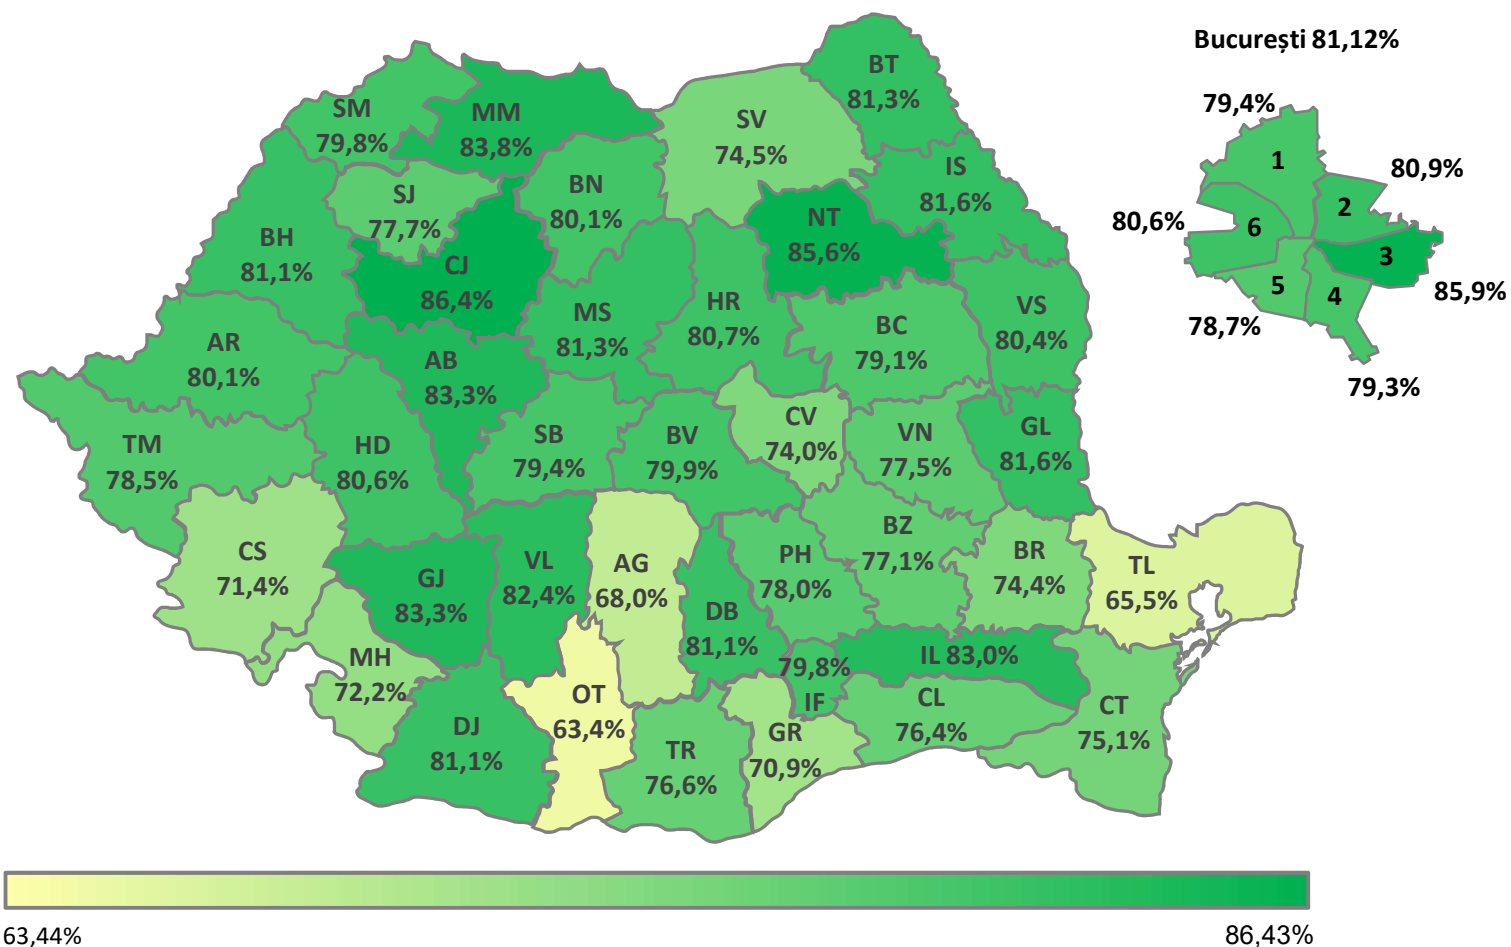 București 81,12%
BT
81,3%
79,4%
SM
79,8%
MM
83,8%
SV
74,5%
1
80,9%
IS
81,6%
SJ
77,7%
BN
80,1%
NT
85,6%
2
80,6%
6
BH
81,1%
3
CJ
86,4%
5
4
85,9%
78,7%
MS
81,3%
HR
80,7%
BC
79,1%
VS
80,4%
AR
80,1%
AB
83,3%
79,3%
TM
78,5%
HD
80,6%
SB
79,4%
BV
79,9%
CV
74,0%
VN
77,5%
GL
81,6%
CS
71,4%
GJ
83,3%
VL
82,4%
AG
68,0%
PH
78,0%
BZ
77,1%
BR
74,4%
TL
65,5%
DB
81,1%
MH
72,2%
79,8%
IF
IL 83,0%
OT
63,4%
CL
76,4%
CT
75,1%
DJ
81,1%
TR
76,6%
GR
70,9%
63,44%
86,43%